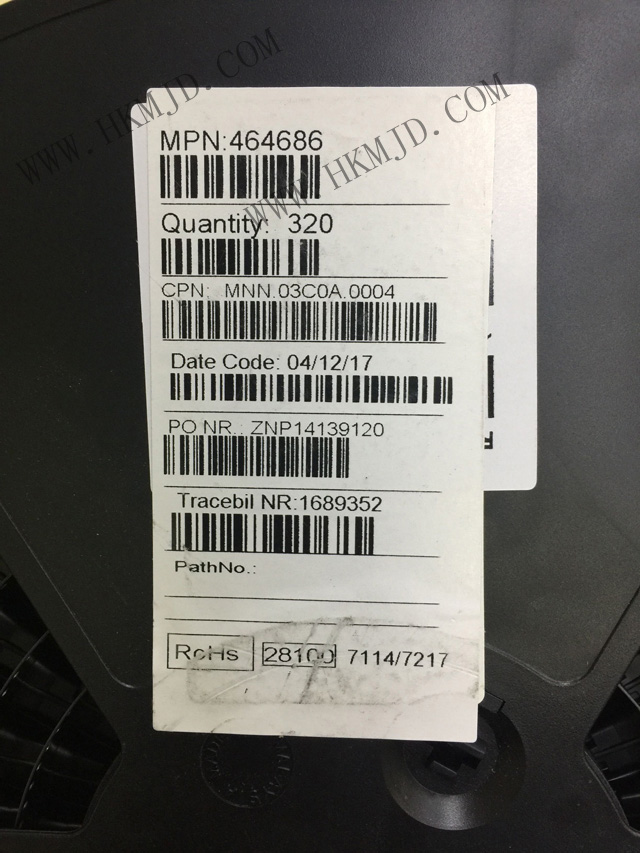 WWW.HKMJD.COM
WWW.HKMJD.COM
MPN:464686
Quantity: 320
CPN: MNN.03C0A.0004
Date Code: 04/12/17
PO NR.: ZNP14139120
Tracebil NR:1689352
PathNo.:
RoHs 28100 7114/7217